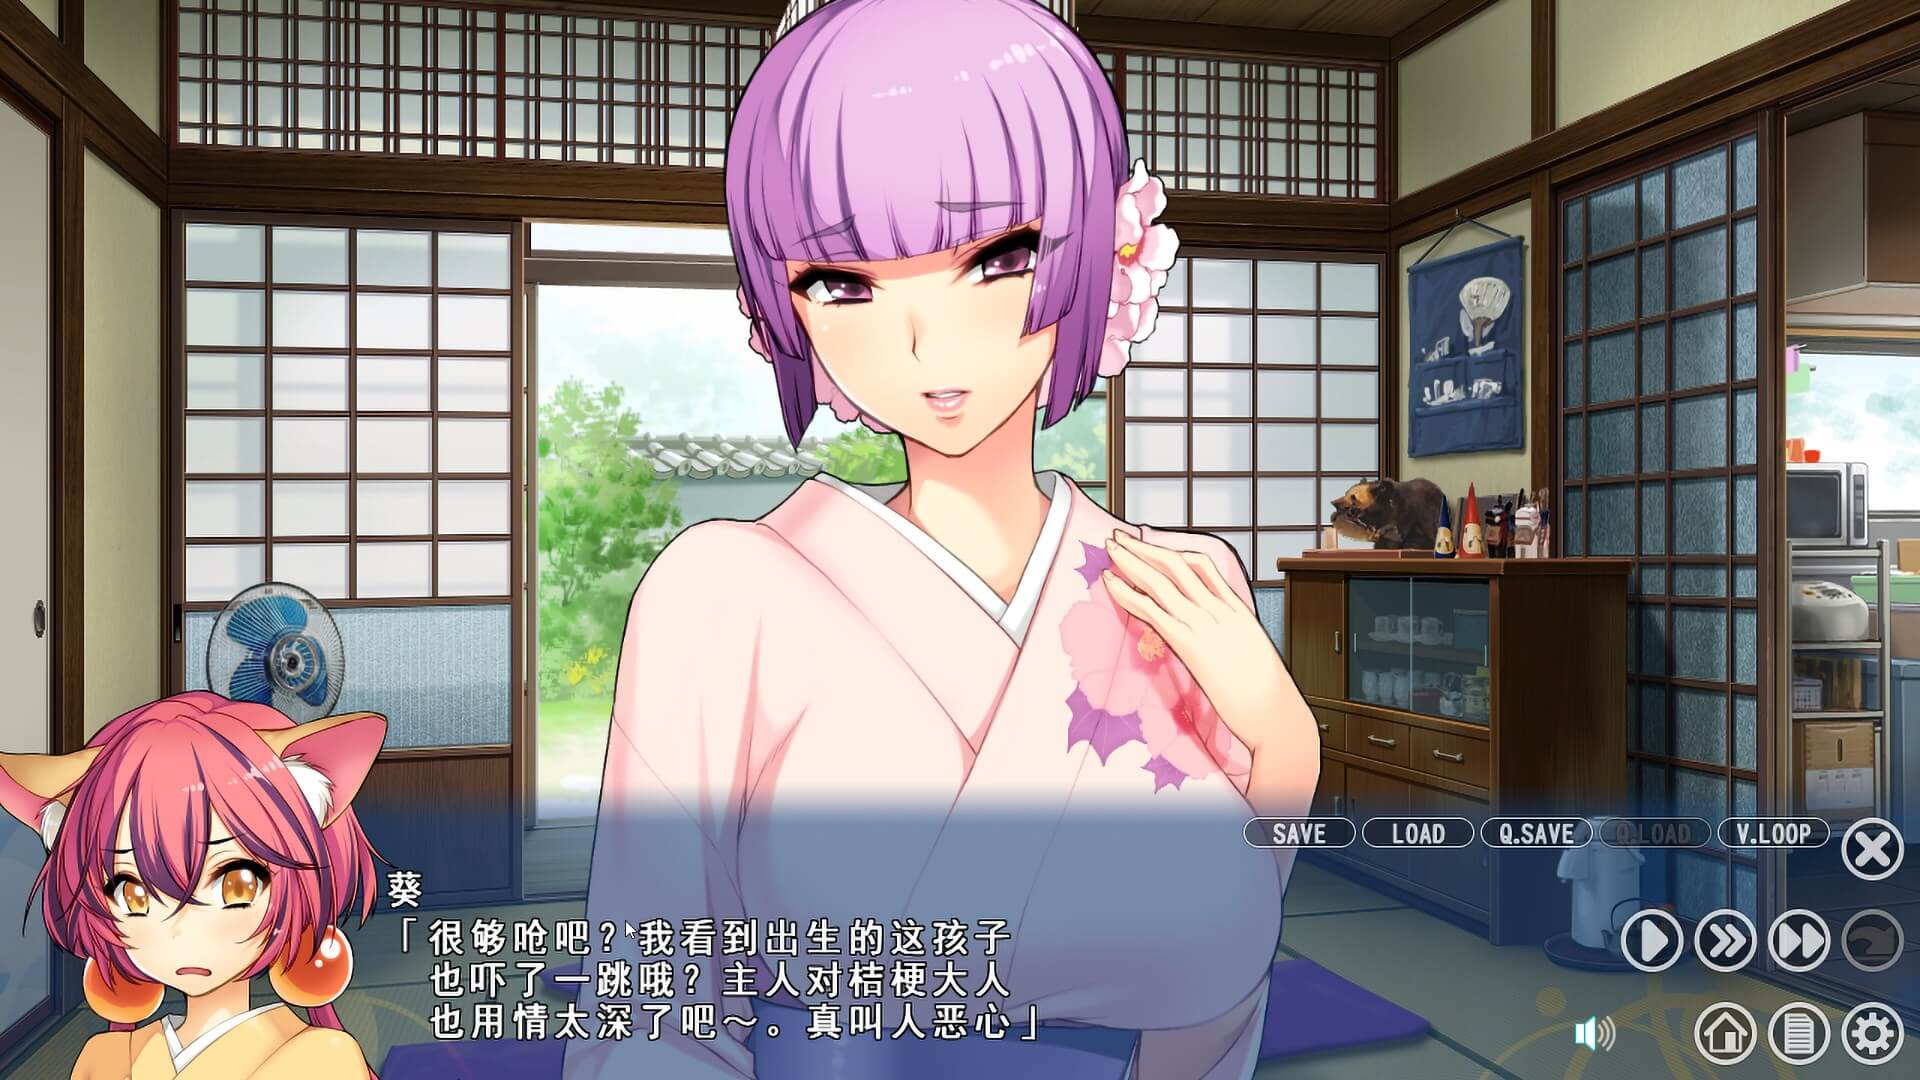 SAVE LOAD Q.SAVE Q.LOAD V.LOOP
葵
「很够呛吧？我看到出生的这孩子
也吓了一跳哦？主人对桔梗大人
也用情太深了吧～。真叫人恶心」